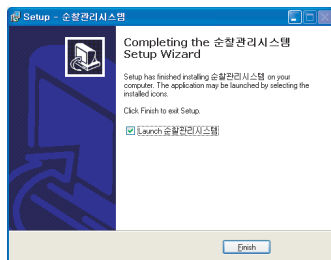 Setup - 순찰관리시스템
Completing the 순찰관리시스템
Setup Wizard
Setup has finished installing 순찰관리시스템 on your
computer. The application may be launched by selecting the
installed icons.
Click Finish to exit Setup.
Launch 순찰관리시스템
Finish